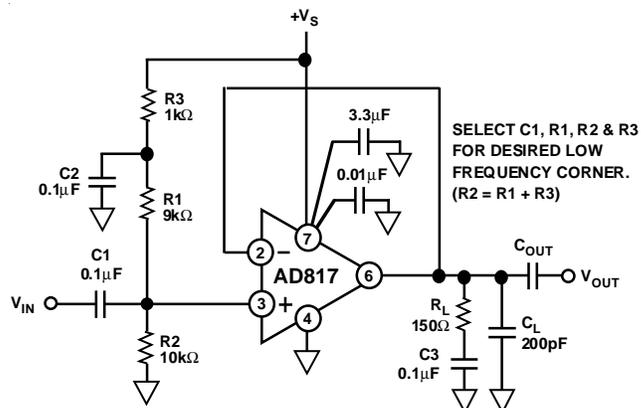 +VS
R3
1kΩ
3.3μF
SELECT C1, R1, R2 & R3
FOR DESIRED LOW
FREQUENCY CORNER.
(R2 = R1 + R3)
C2
0.1μF
R1
9kΩ
0.01μF
7
2
−
AD817
6
COUT
VOUT
C1
0.1μF
VIN
3
+
4
RL
150Ω
CL
200pF
R2
10kΩ
C3
0.1μF